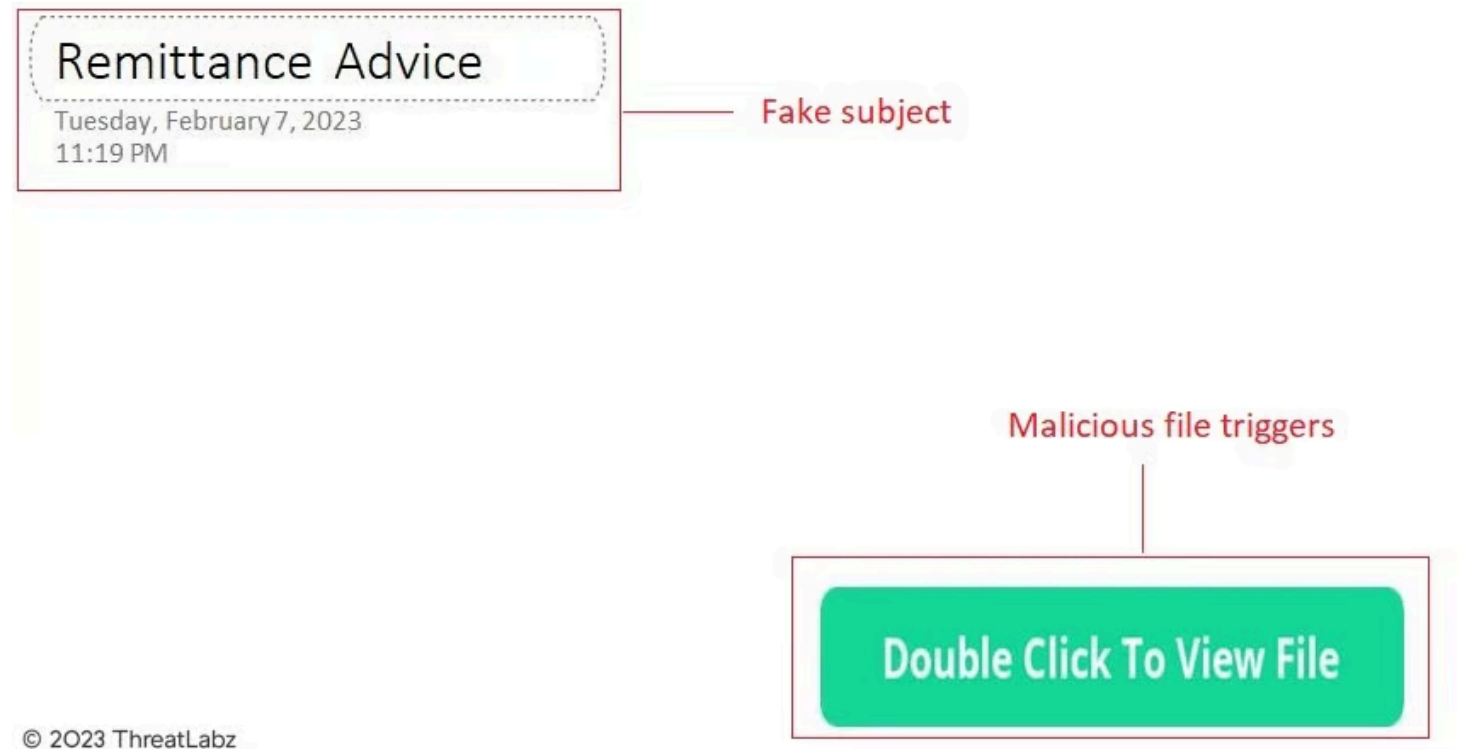 Remittance Advice
Tuesday, February 7, 2023
11:19 PM
Fake subject
Malicious file triggers
Double Click To View File
© 2023 ThreatLabz